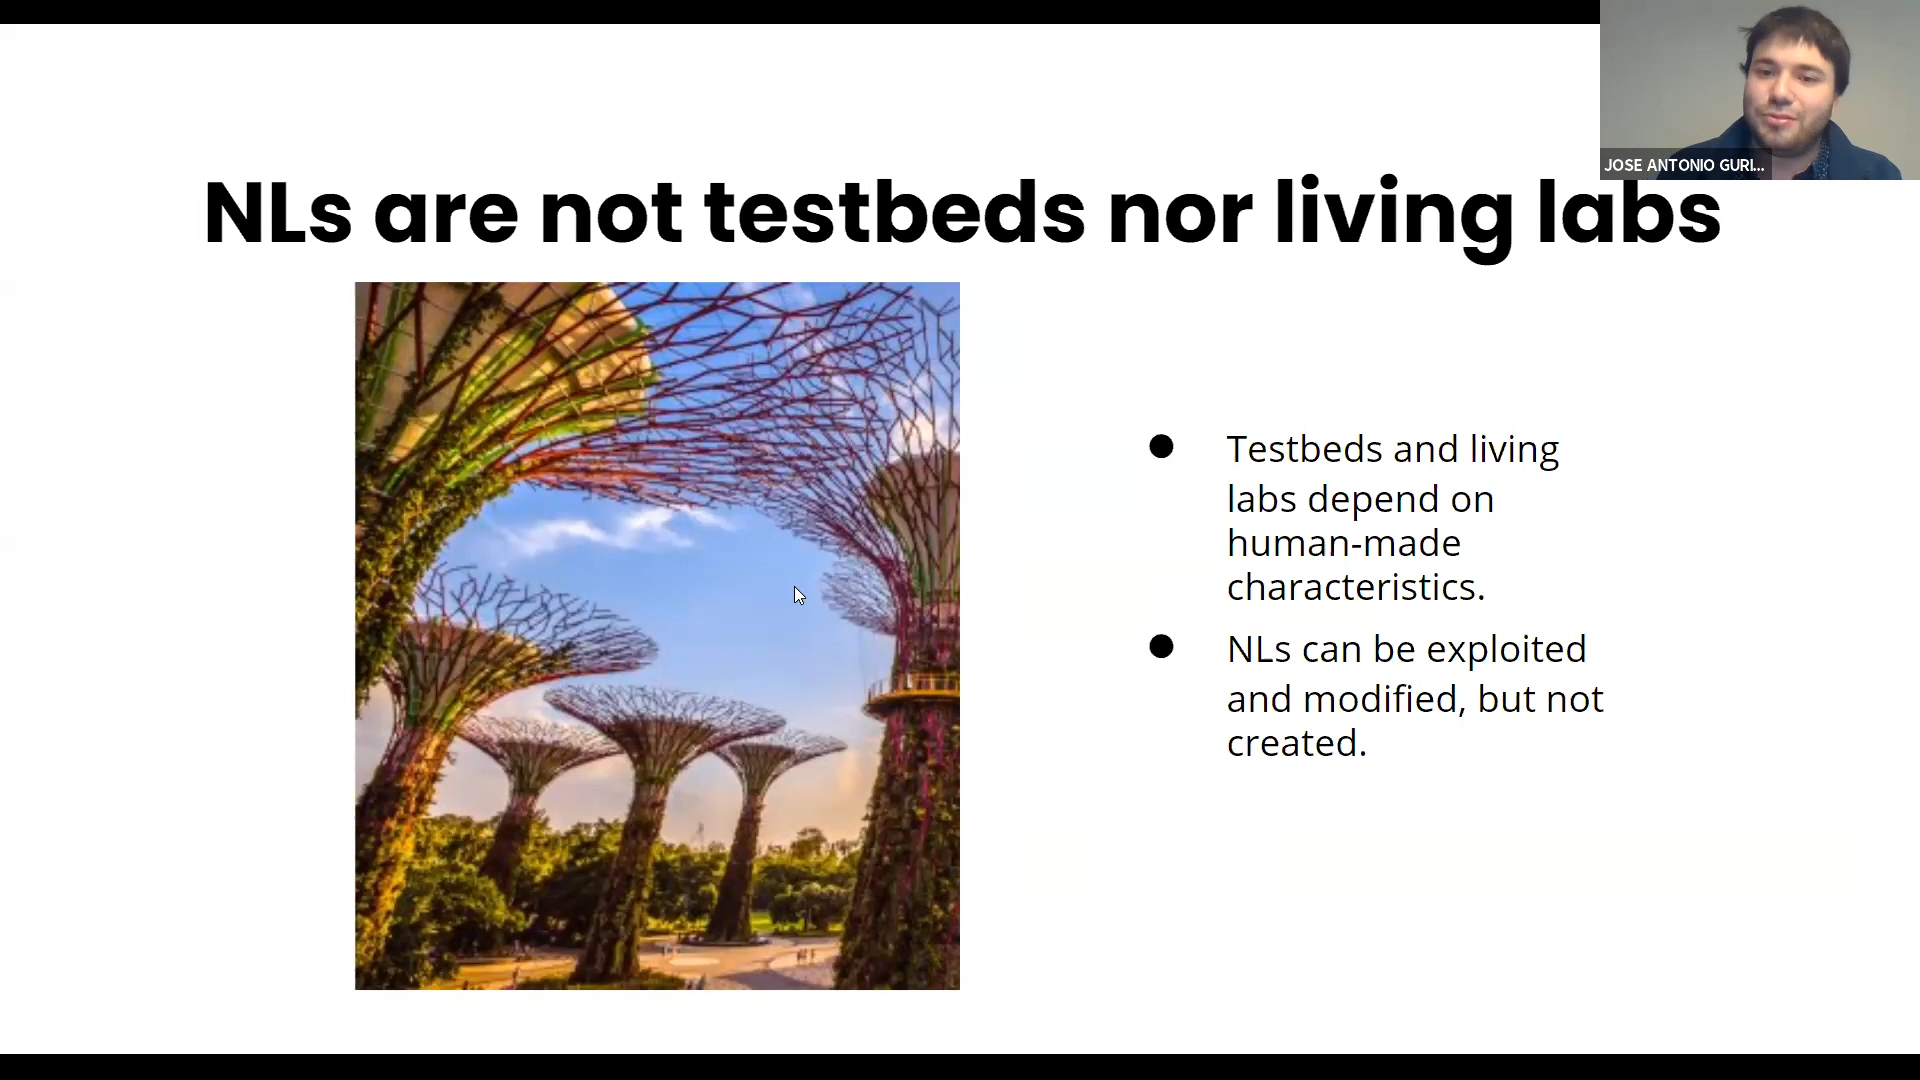 JOSE ANTONIO GURI...
NLs are not testbeds nor living labs
● Testbeds and living
labs depend on
human-made
characteristics.
● NLs can be exploited
and modified, but not
created.